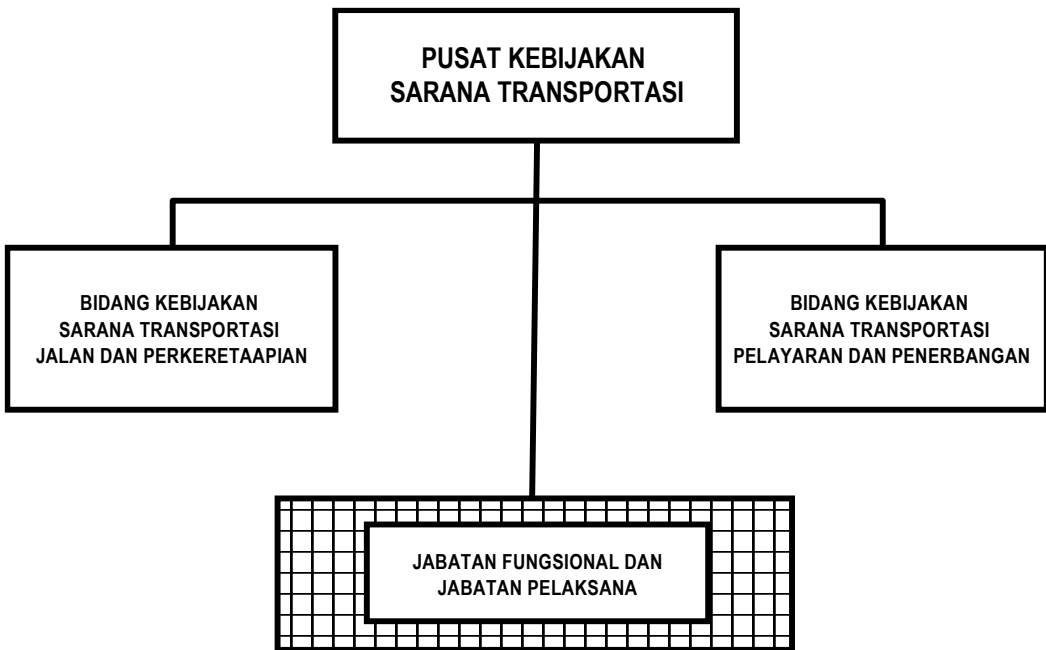 PUSAT KEBIJAKAN
SARANA TRANSPORTASI
BIDANG KEBIJAKAN
SARANA TRANSPORTASI
JALAN DAN PERKERETAAPIAN
BIDANG KEBIJAKAN
SARANA TRANSPORTASI
PELAYARAN DAN PENERBANGAN
JABATAN FUNGSIONAL DAN
JABATAN PELAKSANA